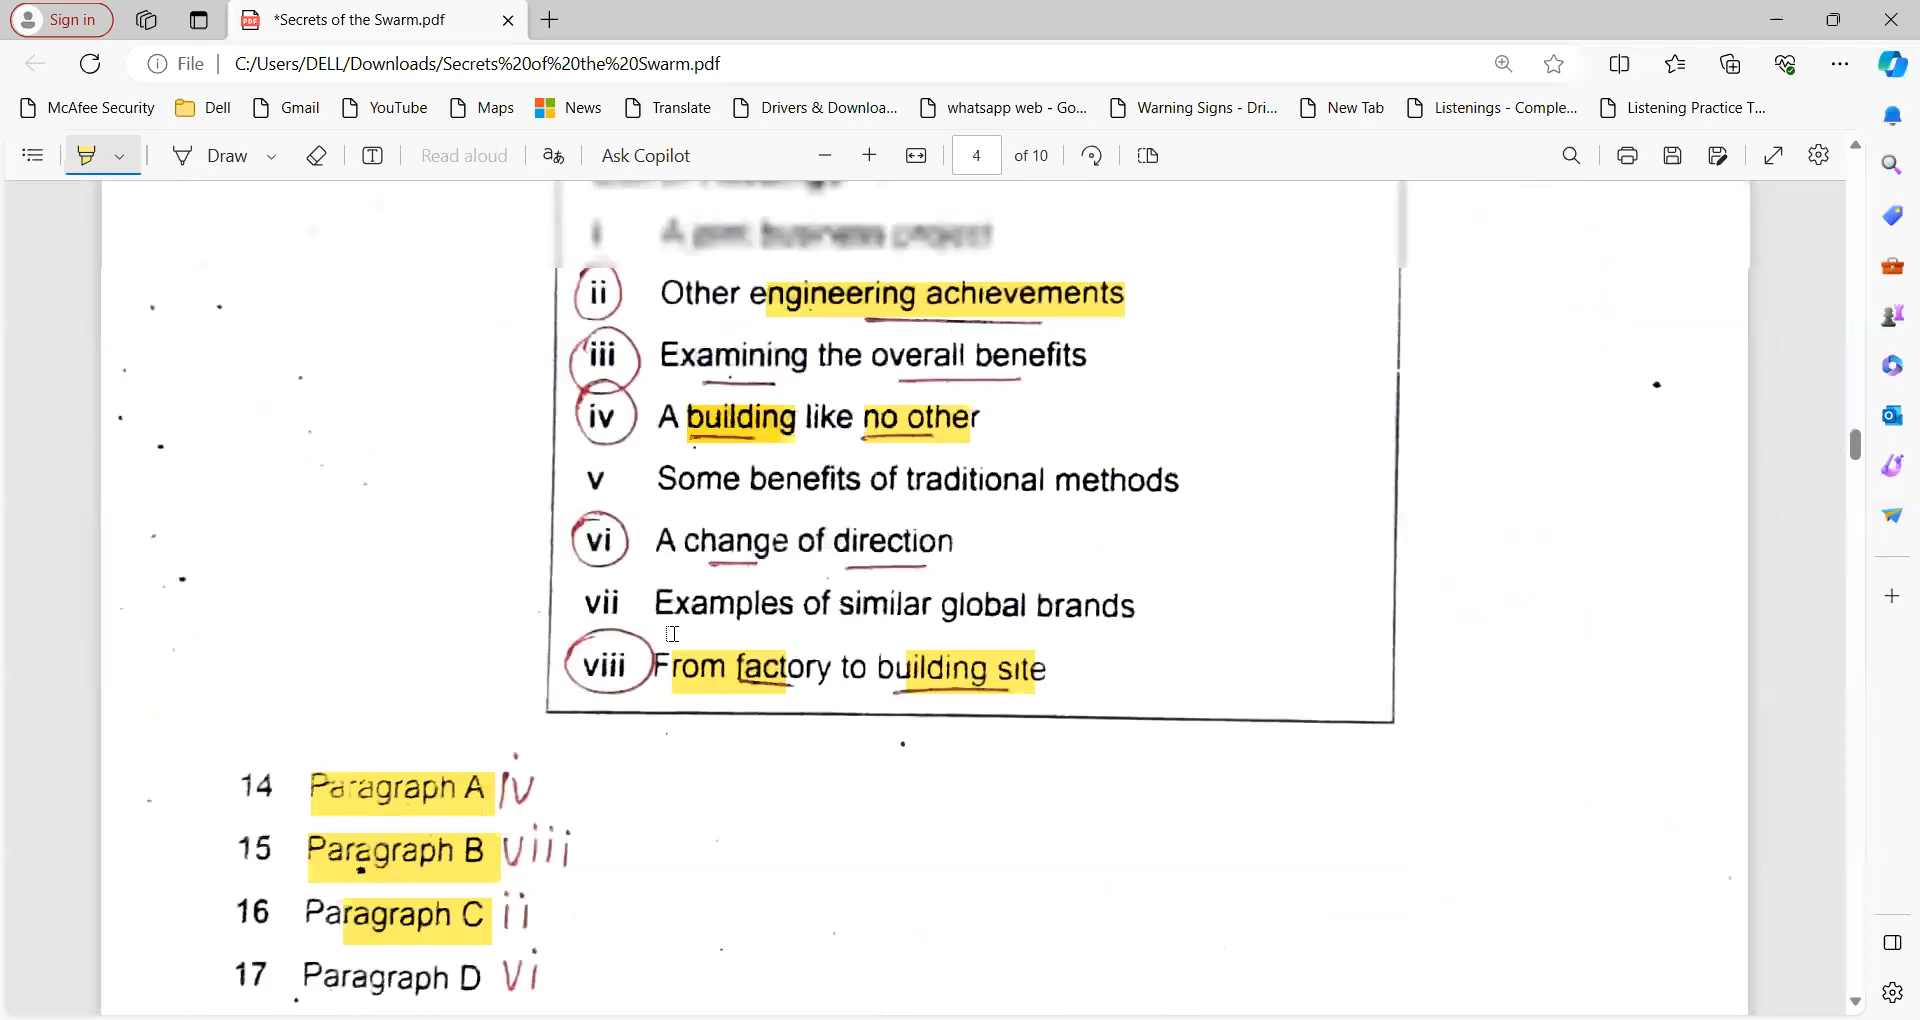 Sign in
*Secrets of the Swarm.pdf
File
C:/Users/DELL/Downloads/Secrets%20of%20the%20Swarm.pdf
McAfee Security
Dell
Gmail
YouTube
Maps
News
Translate
Drivers & Downloa...
whatsapp web - Go...
Warning Signs - Dri...
New Tab
Listenings - Comple...
Listening Practice T...
Draw
Read aloud
Ask Copilot
4
of 10
i A joint business project
ii Other engineering achievements
iii Examining the overall benefits
iv A building like no other
v Some benefits of traditional methods
vi A change of direction
vii Examples of similar global brands
viii From factory to building site
14 Paragraph A iv
15 Paragraph B viii
16 Paragraph C ii
17 Paragraph D vi